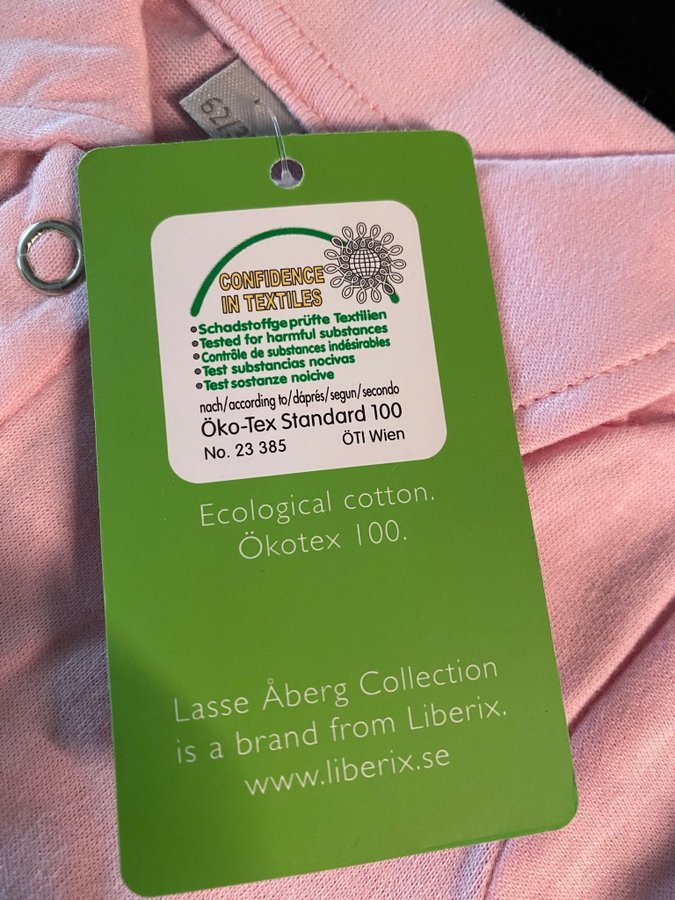 CONFIDENCE
IN TEXTILES
Schadstoffgeprüfte Textilien
Tested for harmful substances
Contrôle de substances indésirables
Test substancias nocivas
Test sostanze noicive
nach/according to/dáprés/segun/secondo
Öko-Tex Standard 100
No. 23 385 ÖTI Wien
Ecological cotton.
Ökotex 100.
Lasse Åberg Collection
is a brand from Liberix.
www.liberix.se